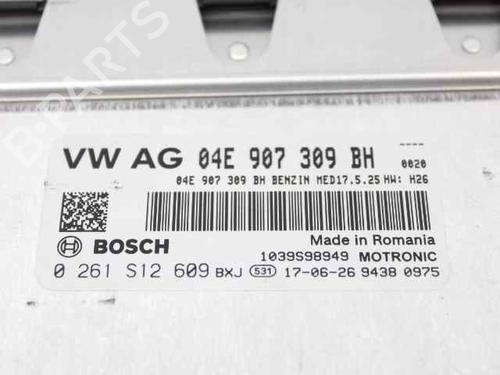 B-PARTS
----
VW AG 04E 907 309 BH 0020
04E 907 309 BH BENZIN MED17.5.25 HW: H26
Made in Romania
BOSCH
1039S98949 MOTRONIC
0 261 S12 609 BXJ 531 17-06-26 9438 0975